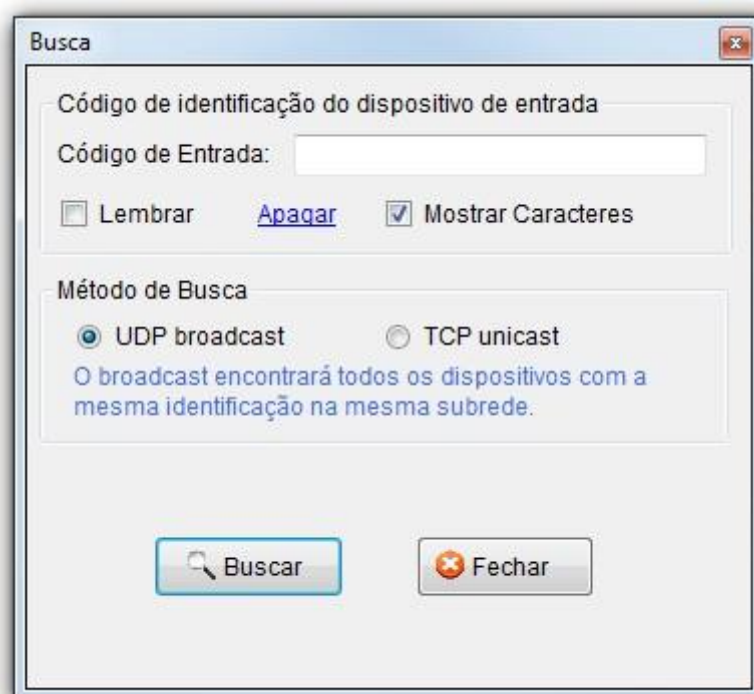 Busca
Código de identificação do dispositivo de entrada
Código de Entrada:
Lembrar Apagar Mostrar Caracteres
Método de Busca
UDP broadcast TCP unicast
O broadcast encontrará todos os dispositivos com a
mesma identificação na mesma subrede.
Buscar Fechar